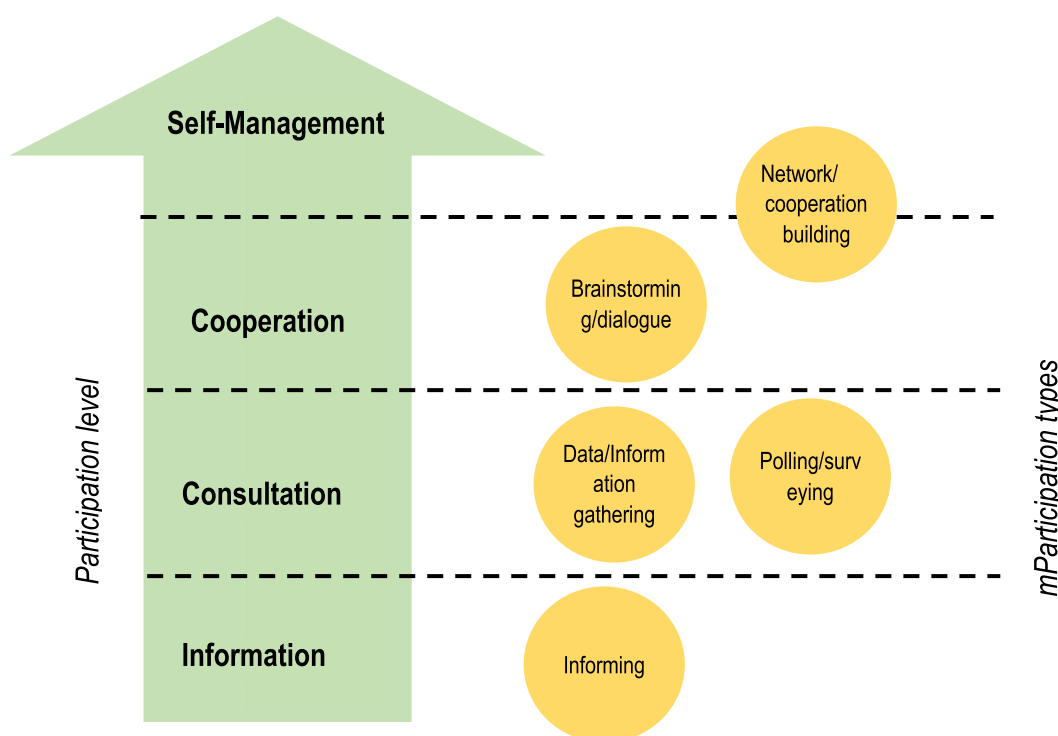 Self-Management
Network/
cooperation
building
Brainstormin
g/dialogue
Cooperation
Participation level
mParticipation types
Data/Inform
ation
gathering
Polling/surv
eying
Consultation
Information
Informing